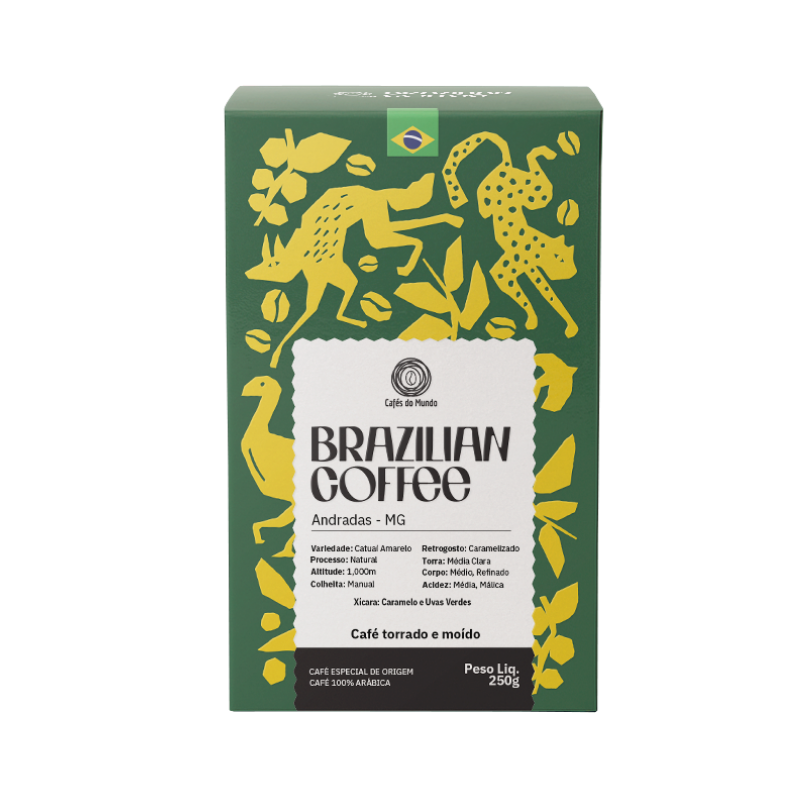 Cafés do Mundo
BRAZILIAN
COFFEE
Andradas - MG
Variedade: Catuaí Amarelo
Processo: Natural
Altitude: 1,000m
Colheita: Manual
Retrogosto: Caramelizado
Torra: Média Clara
Corpo: Médio, Refinado
Acidez: Média, Málica
Xícara: Caramelo e Uvas Verdes
Café torrado e moído
CAFÉ ESPECIAL DE ORIGEM
CAFÉ 100% ARÁBICA
Peso Liq.
250g